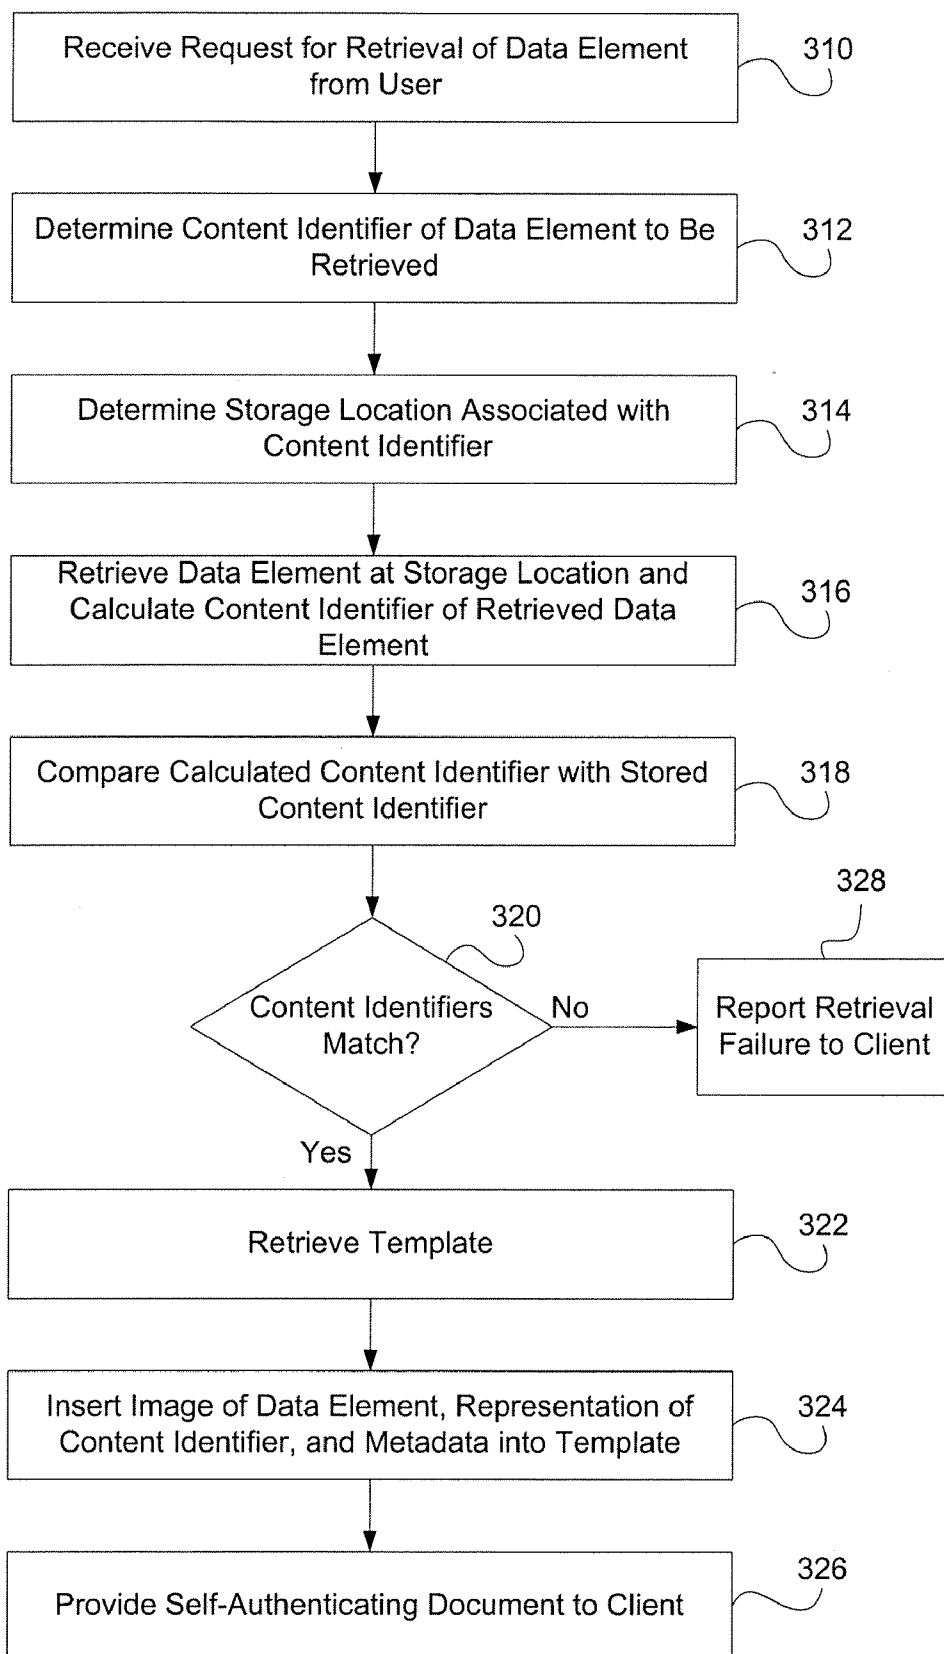 Receive Request for Retrieval of Data Element
from User
310
Determine Content Identifier of Data Element to Be
Retrieved
312
Determine Storage Location Associated with
Content Identifier
314
Retrieve Data Element at Storage Location and
Calculate Content Identifier of Retrieved Data
Element
316
Compare Calculated Content Identifier with Stored
Content Identifier
318
320
Content Identifiers
Match?
No
328
Report Retrieval
Failure to Client
Yes
Retrieve Template
322
Insert Image of Data Element, Representation of
Content Identifier, and Metadata into Template
324
Provide Self-Authenticating Document to Client
326